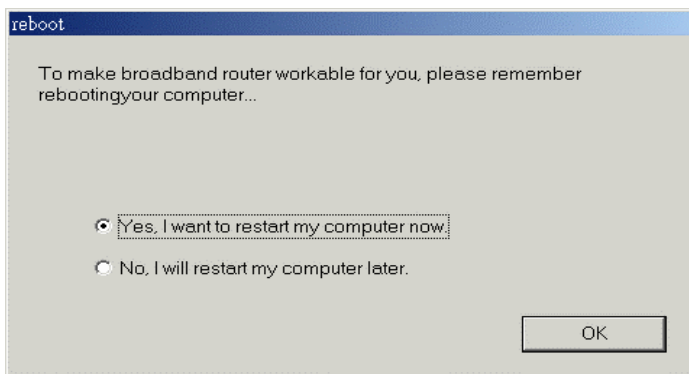 reboot
To make broadband router workable for you, please remember
rebootingyour computer...
Yes, I want to restart my computer now.
No, I will restart my computer later.
OK